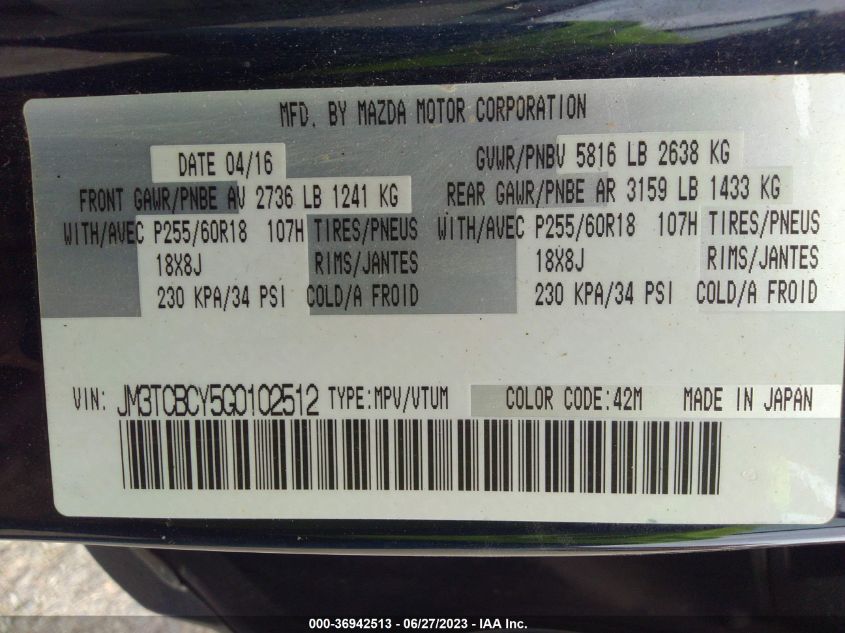 MFD. BY MAZDA MOTOR CORPORATION
DATE 04/16 GVWR/PNBV 5816 LB 2638 KG
FRONT GAWR/PNBE AV 2736 LB 1241 KG REAR GAWR/PNBE AR 3159 LB 1433 KG
WITH/AVEC P255/60R18 107H TIRES/PNEUS WITH/AVEC P255/60R18 107H TIRES/PNEUS
18X8J RIMS/JANTES 18X8J RIMS/JANTES
230 KPA/34 PSI COLD/A FROID 230 KPA/34 PSI COLD/A FROID
VIN: JM3TCBCY5G0102512 TYPE:MPV/VTUM COLOR CODE:42M MADE IN JAPAN
000-36942513 - 06/27/2023 - IAA Inc.